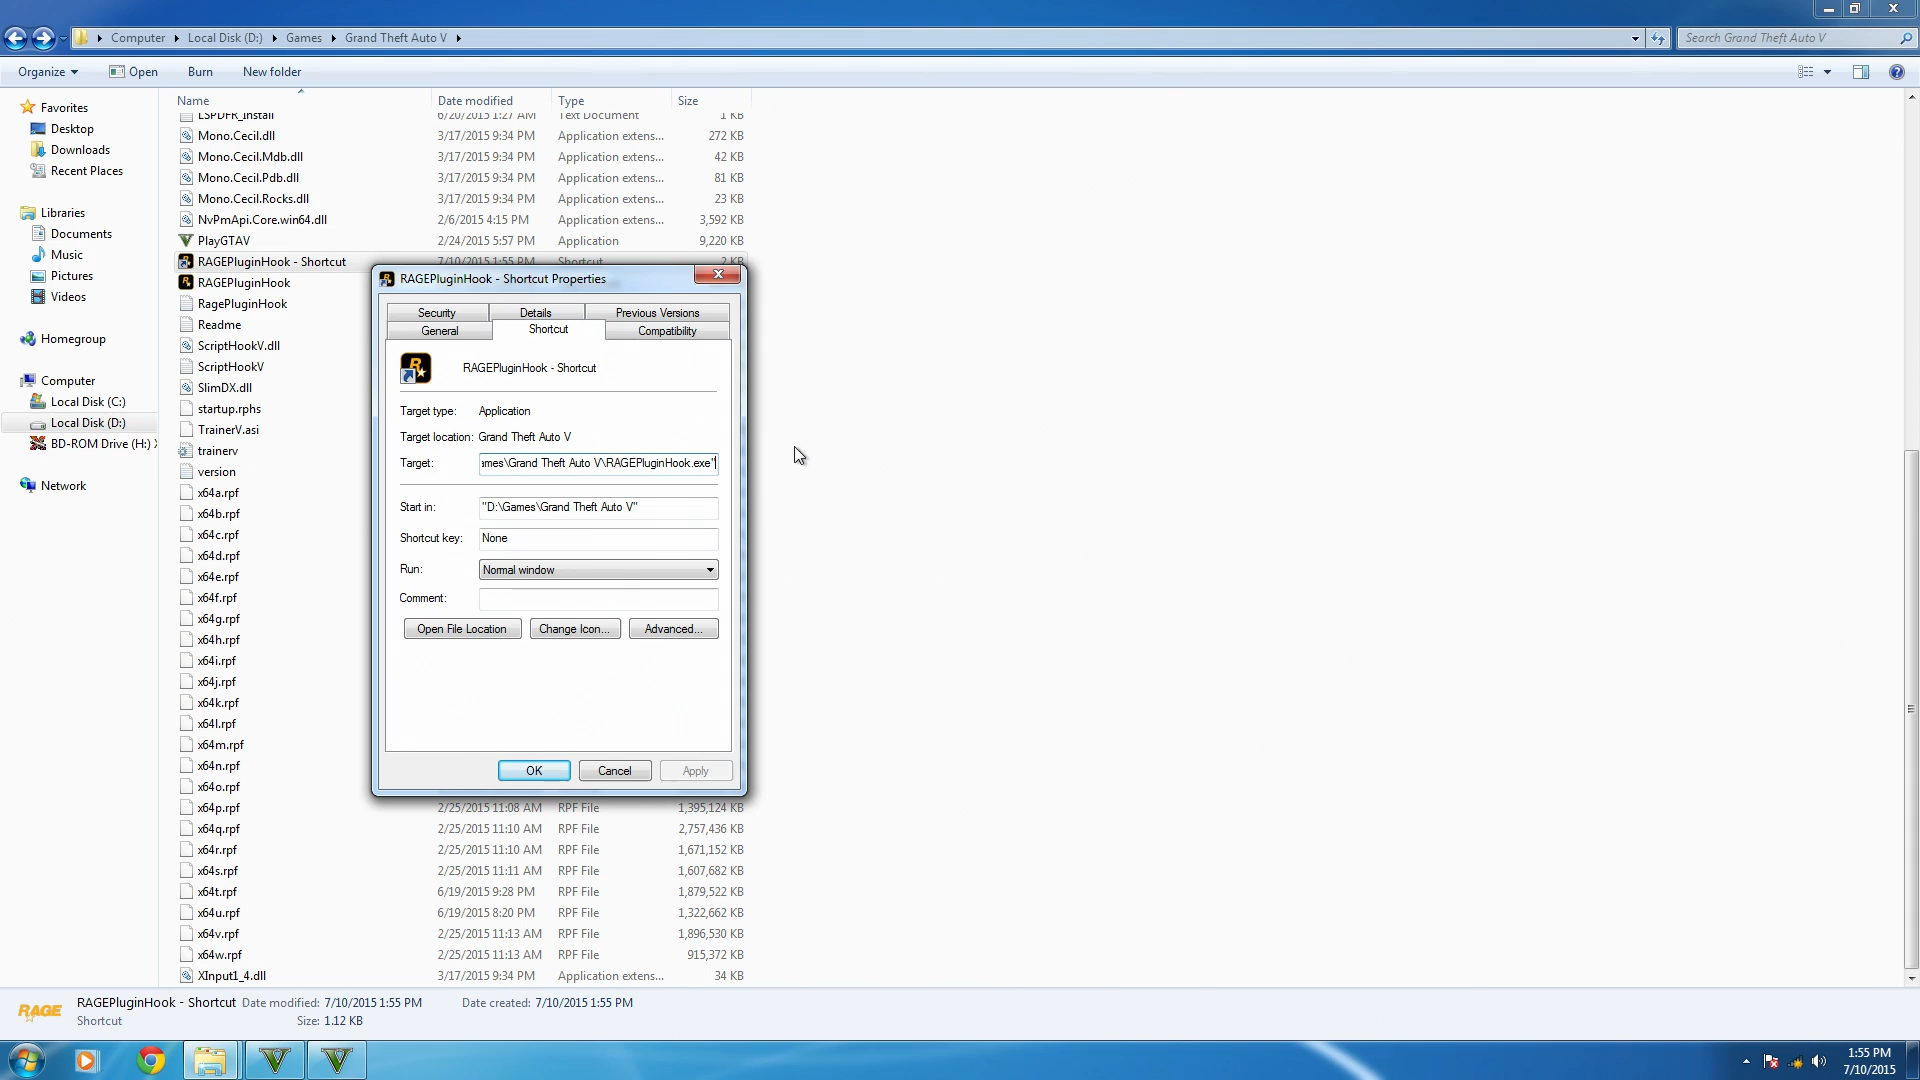 Computer Local Disk (D:) Games Grand Theft Auto V
Search Grand Theft Auto V
Organize Open Burn New folder
Name Date modified Type Size
Favorites
Desktop
Downloads
Recent Places
Libraries
Documents
Music
Pictures
Videos
Homegroup
Computer
Local Disk (C:)
Local Disk (D:)
BD-ROM Drive (H:)
Network
LSPDFR_Install 6/20/2015 1:27 AM Text Document 1 KB
Mono.Cecil.dll 3/17/2015 9:34 PM Application extens... 272 KB
Mono.Cecil.Mdb.dll 3/17/2015 9:34 PM Application extens... 42 KB
Mono.Cecil.Pdb.dll 3/17/2015 9:34 PM Application extens... 81 KB
Mono.Cecil.Rocks.dll 3/17/2015 9:34 PM Application extens... 23 KB
NvPmApi.Core.win64.dll 2/6/2015 4:15 PM Application extens... 3,592 KB
PlayGTAV 2/24/2015 5:57 PM Application 9,220 KB
RAGEPluginHook - Shortcut 7/10/2015 1:55 PM Shortcut 2 KB
RAGEPluginHook
RagePluginHook
Readme
ScriptHookV.dll
ScriptHookV
SlimDX.dll
startup.rphs
TrainerV.asi
trainerv
version
x64a.rpf
x64b.rpf
x64c.rpf
x64d.rpf
x64e.rpf
x64f.rpf
x64g.rpf
x64h.rpf
x64i.rpf
x64j.rpf
x64k.rpf
x64l.rpf
x64m.rpf
x64n.rpf
x64o.rpf
x64p.rpf 2/25/2015 11:08 AM RPF File 1,395,124 KB
x64q.rpf 2/25/2015 11:10 AM RPF File 2,757,436 KB
x64r.rpf 2/25/2015 11:10 AM RPF File 1,671,152 KB
x64s.rpf 2/25/2015 11:11 AM RPF File 1,607,682 KB
x64t.rpf 6/19/2015 9:28 PM RPF File 1,879,522 KB
x64u.rpf 6/19/2015 8:20 PM RPF File 1,322,662 KB
x64v.rpf 2/25/2015 11:13 AM RPF File 1,896,530 KB
x64w.rpf 2/25/2015 11:13 AM RPF File 915,372 KB
XInput1_4.dll 3/17/2015 9:34 PM Application extens... 34 KB
RAGEPluginHook - Shortcut Properties
Security Details Previous Versions
General Shortcut Compatibility
RAGEPluginHook - Shortcut
Target type: Application
Target location: Grand Theft Auto V
Target: ames\Grand Theft Auto V\RAGEPluginHook.exe"
Start in: "D:\Games\Grand Theft Auto V"
Shortcut key: None
Run: Normal window
Comment:
Open File Location Change Icon... Advanced...
OK Cancel Apply
RAGE
RAGEPluginHook - Shortcut Date modified: 7/10/2015 1:55 PM Date created: 7/10/2015 1:55 PM
Shortcut Size: 1.12 KB
1:55 PM
7/10/2015